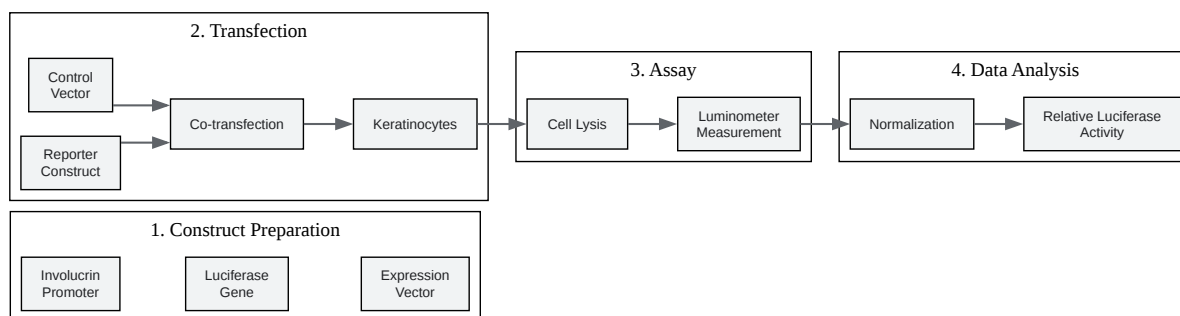 2. Transfection
Control
Vector
Reporter
Construct
Co-transfection
Keratinocytes
3. Assay
Cell Lysis
Luminometer
Measurement
4. Data Analysis
Normalization
Relative Luciferase
Activity
1. Construct Preparation
Involucrin
Promoter
Luciferase
Gene
Expression
Vector